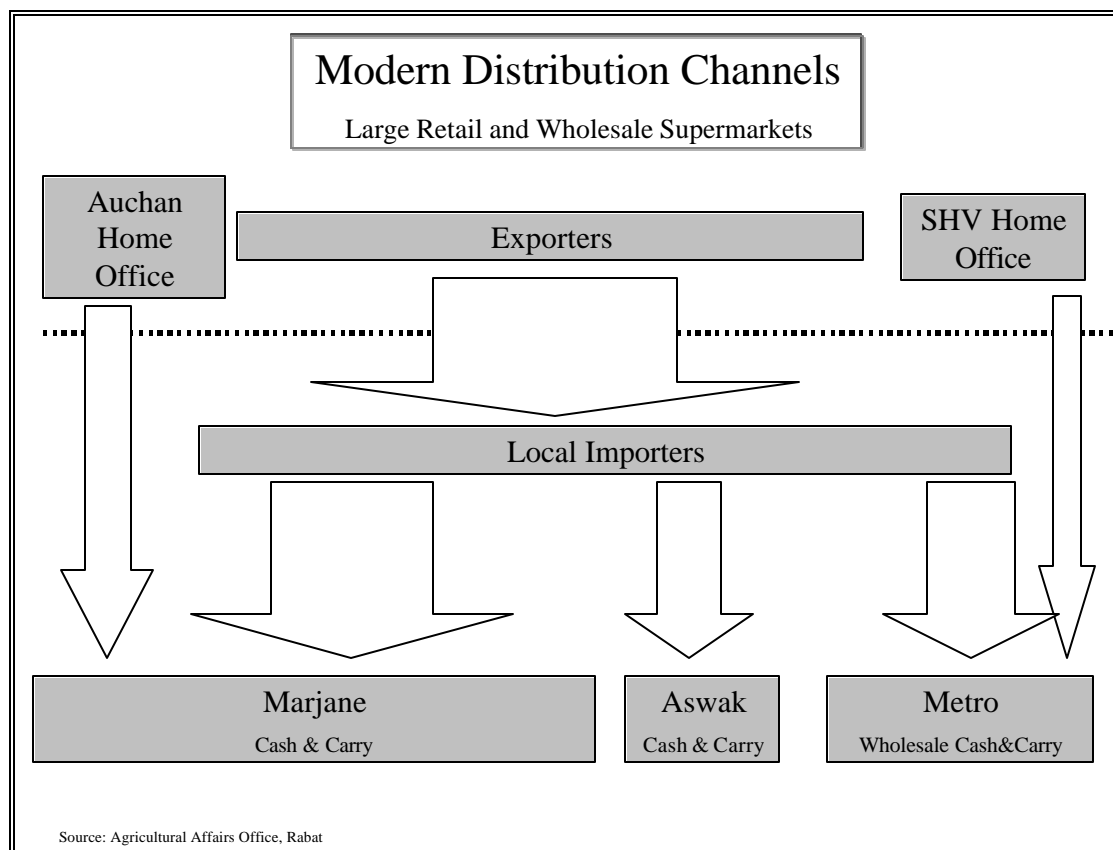 Modern Distribution Channels
Large Retail and Wholesale Supermarkets
Auchan
Home
Office
Exporters
SHV Home
Office
Local Importers
Marjane
Cash & Carry
Aswak
Cash & Carry
Metro
Wholesale Cash&Carry
Source: Agricultural Affairs Office, Rabat